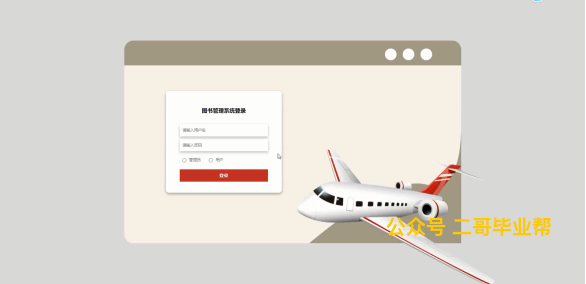 图书管理系统登录
请输入用户名
请输入密码
管理员 用户
登录
公众号 二哥毕业帮